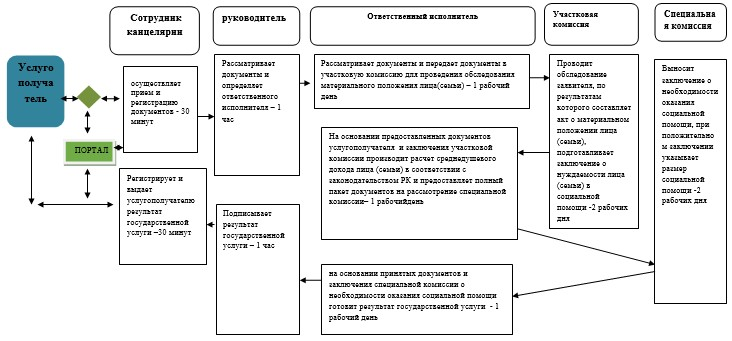 Сотрудник
канцелярии
руководитель
Ответственный исполнитель
Участковая
комиссия
Специальна
я комиссия
Услуго
получа
тель
ПОРТАЛ
осуществляет
прием и
регистрацию
документов - 30
минут
Рассматривает
документы и
определяет
ответственного
исполнителя – 1
час
Рассматривает документы и передает документы в
участковую комиссию для проведения обследования
материального положения лица(семьи) – 1 рабочий
день
Проводит
обследование
заявителя, по
результатам
которого составляет
акт о материальном
положении лица
(семьи),
подготавливает
заключение о
нуждаемости лица
(семьи) в
социальной
помощи -2 рабочих
дня
Выносит
заключение о
необходимости
оказания
социальной
помощи, при
положительно
м заключении
указывает
размер
социальной
помощи -2
рабочих дня
На основании предоставленных документов
услугополучателя и заключения участковой
комиссии производит расчет среднедушевого
дохода лица (семьи) в соответствии с
законодательством РК и предоставляет полный
пакет документов на рассмотрение специальной
комиссии– 1 рабочийдень
Регистрирует и
выдает
услугополучателю
результат
государственной
услуги –30 минут
Подписывает
результат
государственной
услуги – 1 час
на основании принятых документов и
заключения специальной комиссии о
необходимости оказания социальной помощи
готовит результат государственной услуги - 1
рабочий день